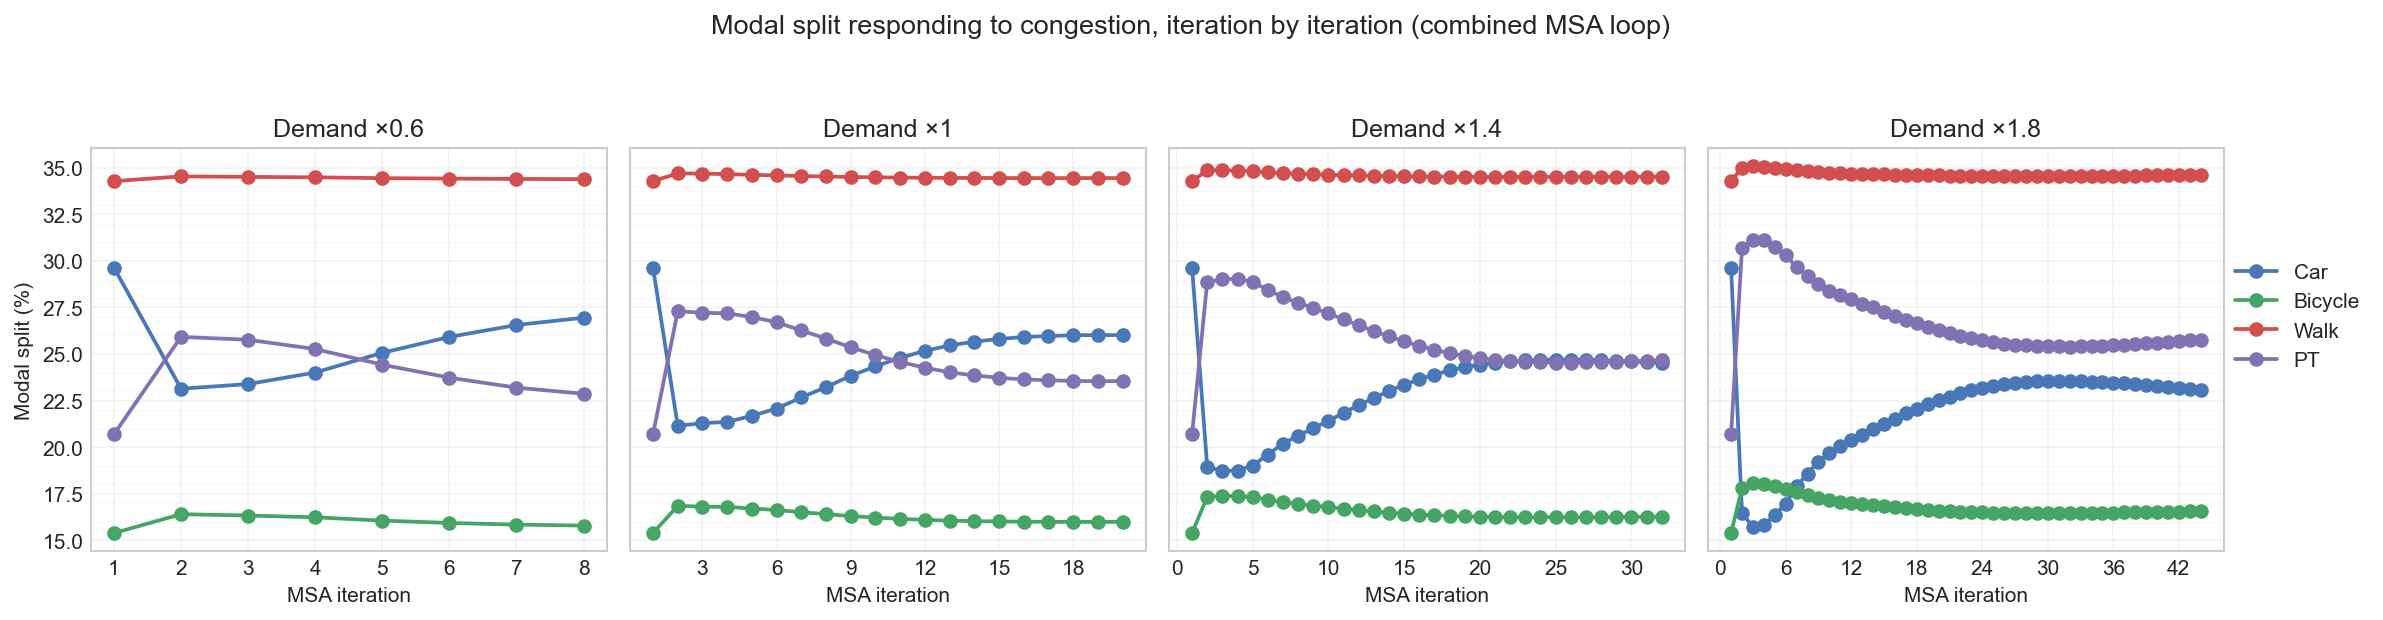 Modal split responding to congestion, iteration by iteration (combined MSA loop)
Demand ×0.6
Demand ×1
Demand ×1.4
Demand ×1.8
Modal split (%)
35.0
32.5
30.0
27.5
25.0
22.5
20.0
17.5
15.0
1 2 3 4 5 6 7 8
3 6 9 12 15 18
0 5 10 15 20 25 30
0 6 12 18 24 30 36 42
MSA iteration
MSA iteration
MSA iteration
MSA iteration
Car
Bicycle
Walk
PT